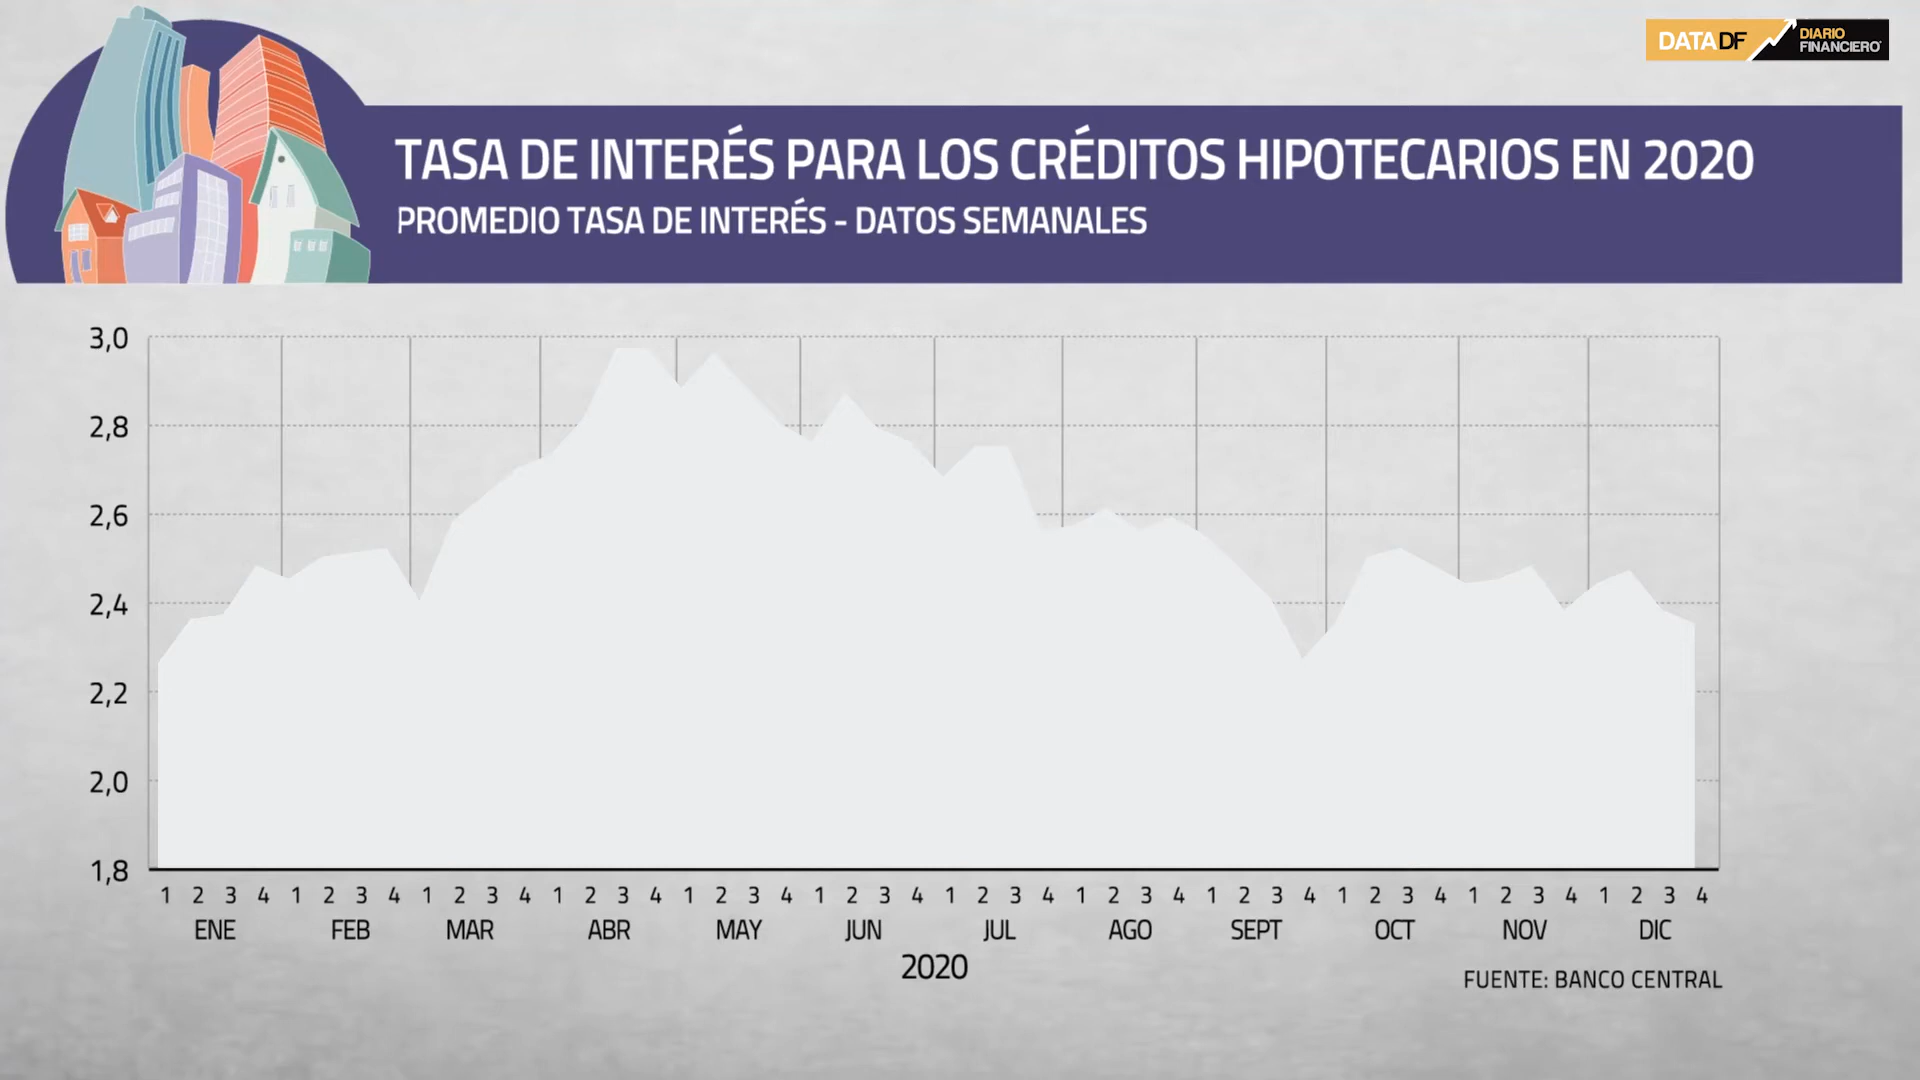 DATA DF
DIARIO
FINANCIERO
TASA DE INTERÉS PARA LOS CRÉDITOS HIPOTECARIOS EN 2020
PROMEDIO TASA DE INTERÉS - DATOS SEMANALES
3,0
2,8
2,6
2,4
2,2
2,0
1,8
1 2 3 4 1 2 3 4 1 2 3 4 1 2 3 4 1 2 3 4 1 2 3 4 1 2 3 4 1 2 3 4 1 2 3 4 1 2 3 4 1 2 3 4 1 2 3 4
ENE FEB MAR ABR MAY JUN JUL AGO SEPT OCT NOV DIC
2020
FUENTE: BANCO CENTRAL